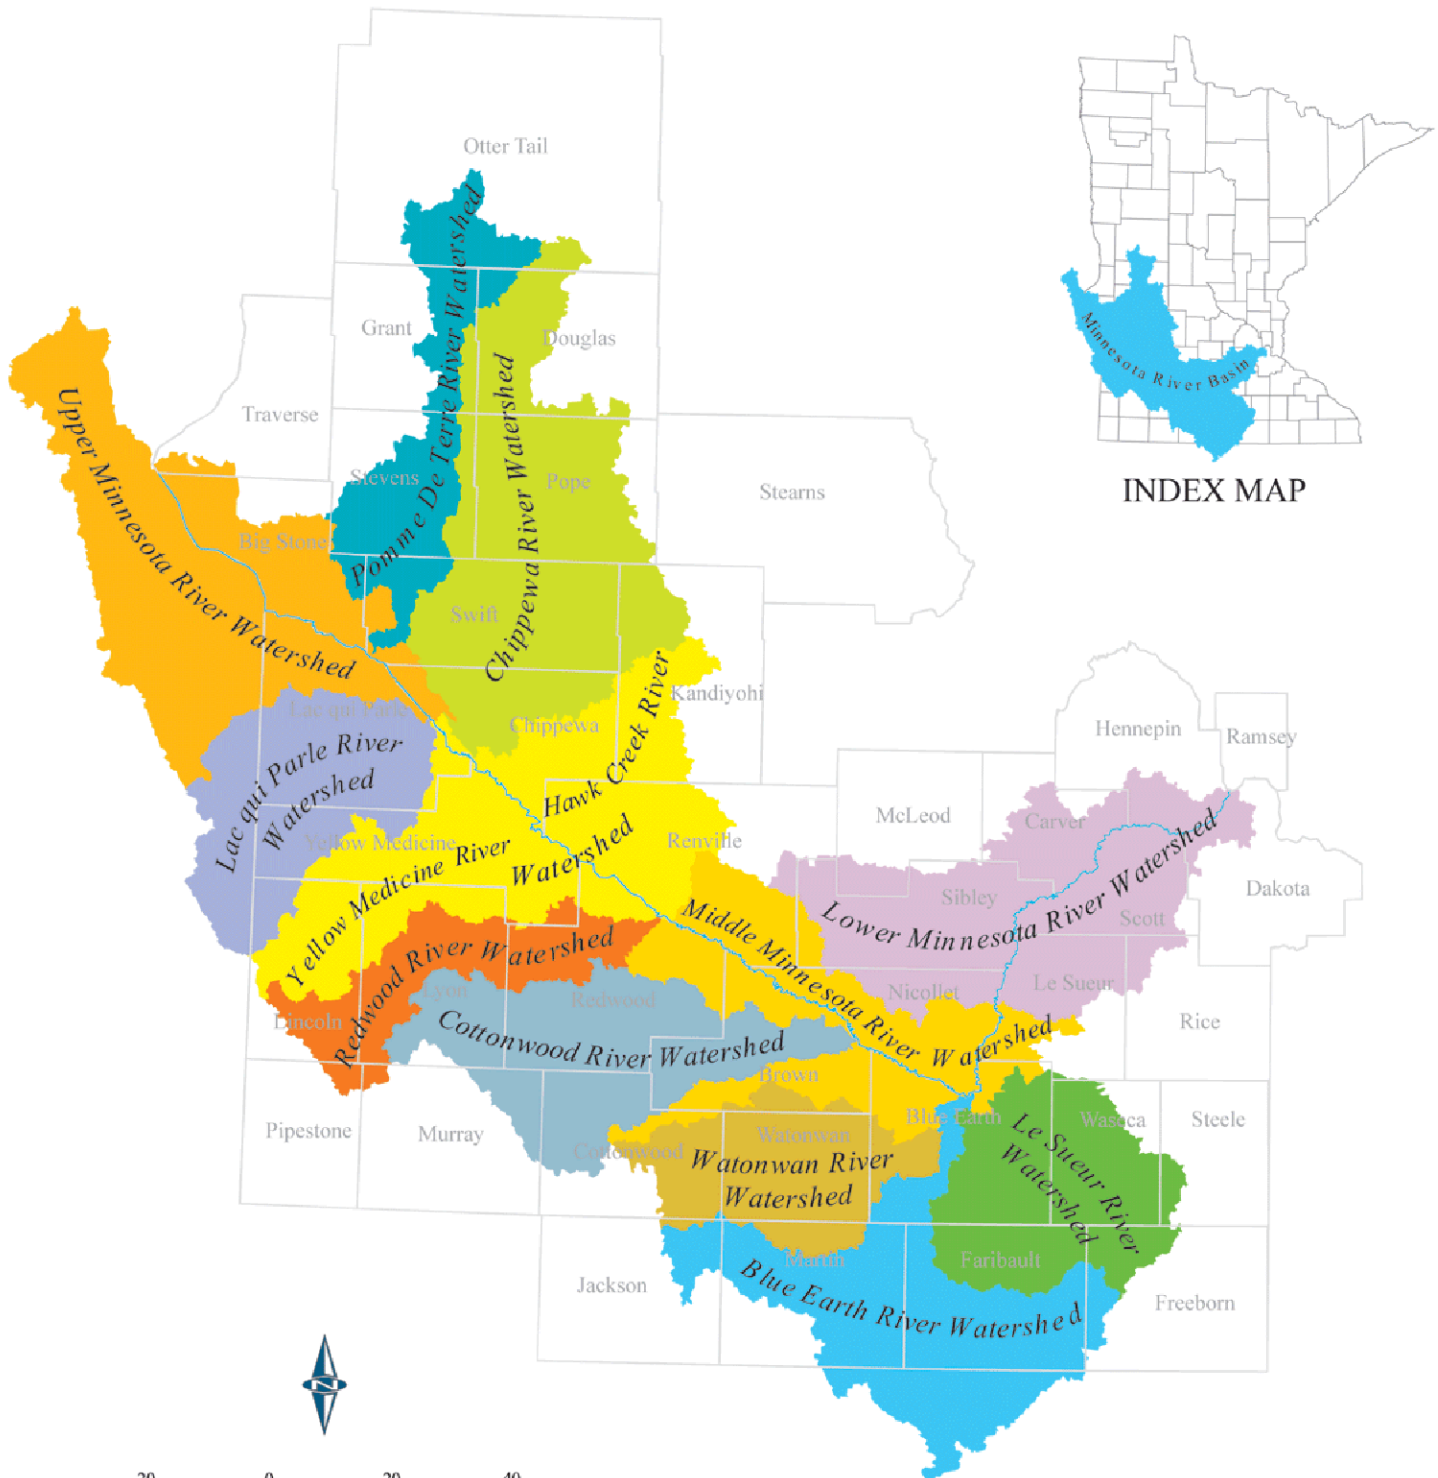 Otter Tail
Grant
Douglas
Traverse
Stevens
Pope
Stearns
Big Stone
Swift
Kandiyohi
Lac qui Parle
Chippewa
Hennepin
Ramsey
McLeod
Carver
Yellow Medicine
Renville
Sibley
Dakota
Scott
Lyon
Redwood
Nicollet
Le Sueur
Lincoln
Rice
Brown
Blue Earth
Waseca
Steele
Pipestone
Murray
Cottonwood
Watonwan
Jackson
Martin
Faribault
Freeborn
Pomme De Terre River Watershed
Chippewa River Watershed
Upper Minnesota River Watershed
Lac qui Parle River
Watershed
Hawk Creek River
Watershed
Yellow Medicine River
Redwood River Watershed
Cottonwood River Watershed
Middle Minnesota River Watershed
Lower Minnesota River Watershed
Watonwan River
Watershed
Le Sueur River
Watershed
Blue Earth River Watershed
Minnesota River Basin
INDEX MAP
N
20 0 20 40